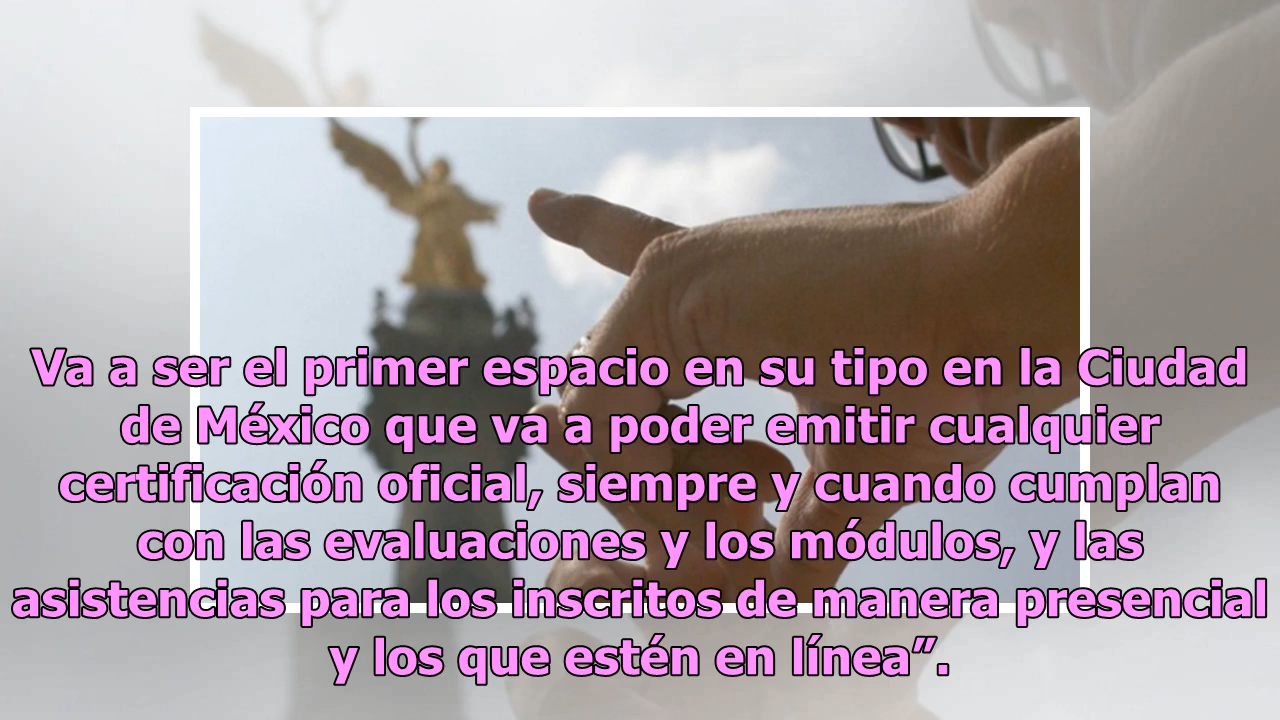 Va a ser el primer espacio en su tipo en la Ciudad
de México que va a poder emitir cualquier
certificación oficial, siempre y cuando cumplan
con las evaluaciones y los módulos, y las
asistencias para los inscritos de manera presencial
y los que estén en línea”.